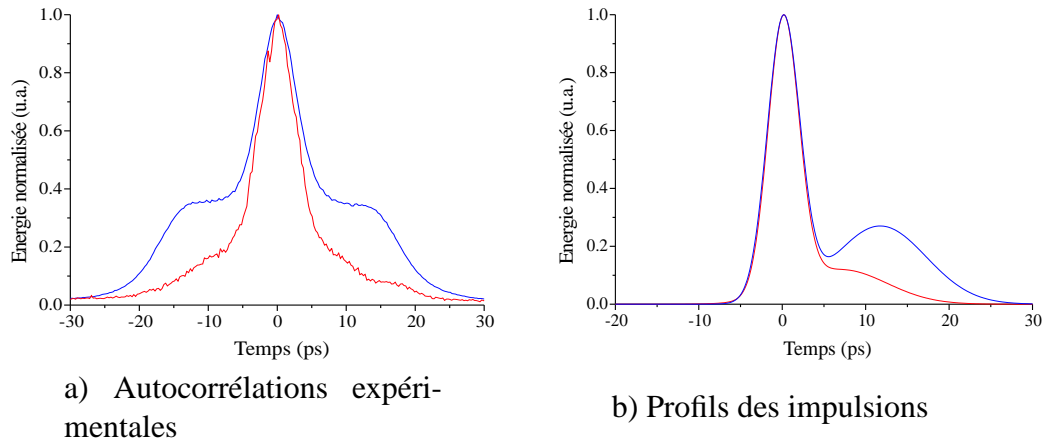 1.0
0.8
0.6
0.4
0.2
0.0
Energie normalisée (u.a.)
-30 -20 -10 0 10 20 30
Temps (ps)
a) Autocorrélations expéri-
mentales
1.0
0.8
0.6
0.4
0.2
0.0
Energie normalisée (u.a.)
-20 -10 0 10 20 30
Temps (ps)
b) Profils des impulsions